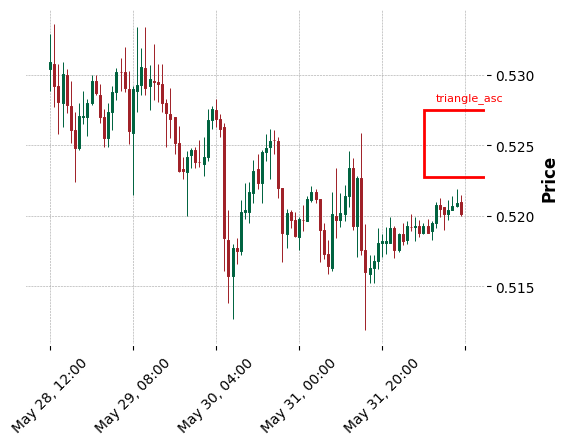 0.530
triangle_asc
0.525
Price
0.520
0.515
May 28, 12:00
May 29, 08:00
May 30, 04:00
May 31, 00:00
May 31, 20:00